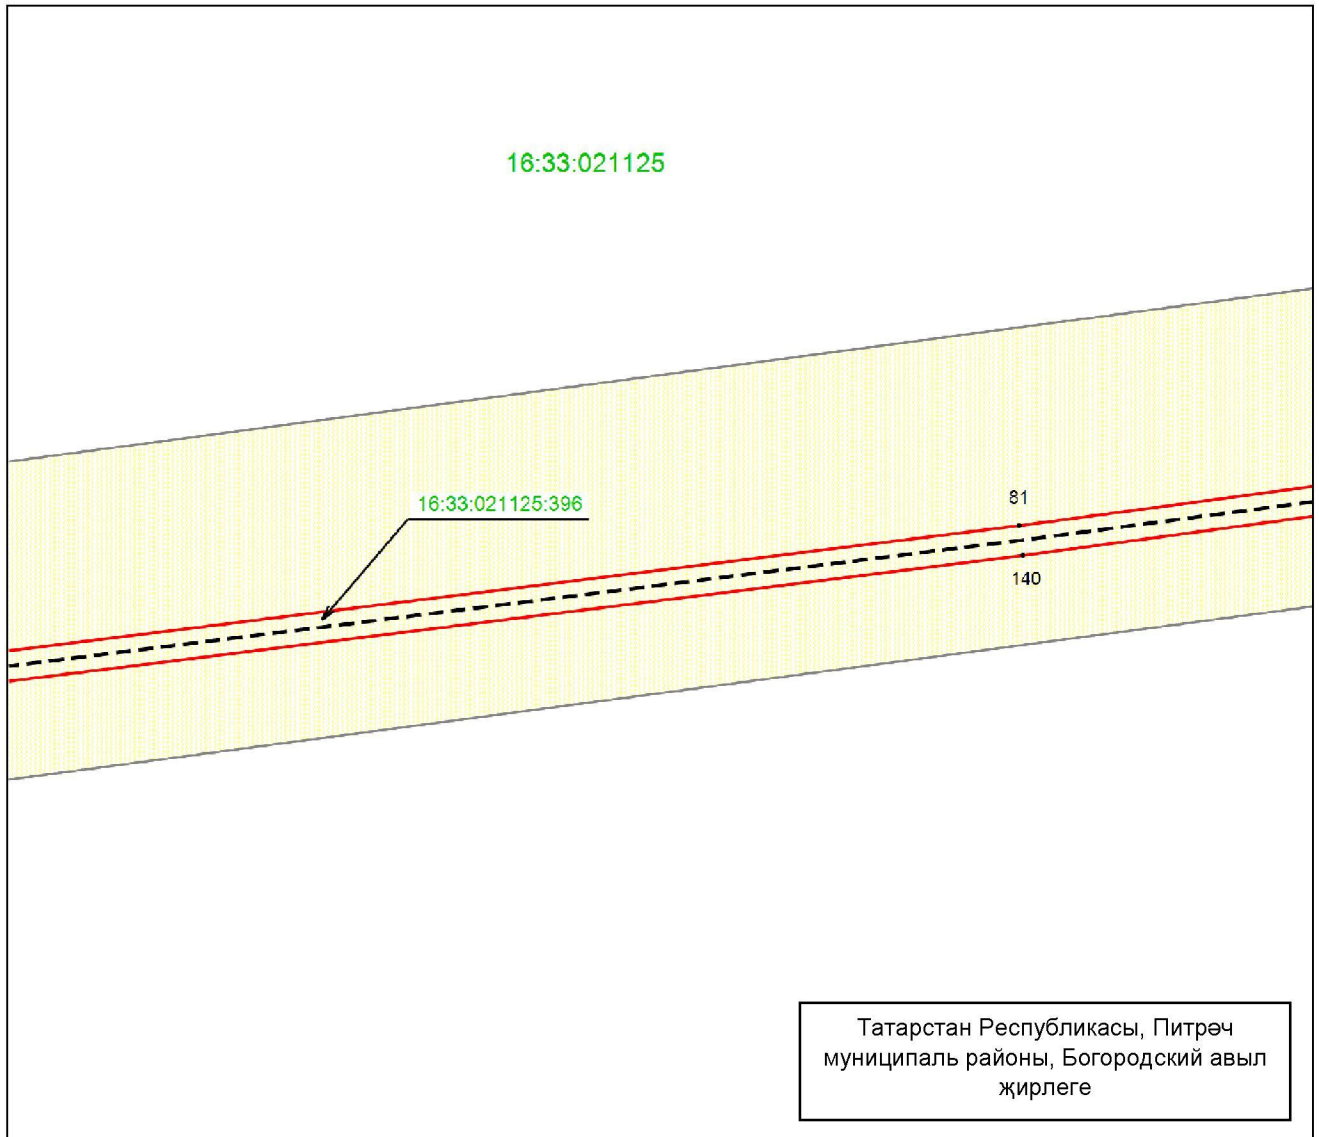 16:33:021125
16:33:021125:396
81
140
Татарстан Республикасы, Питрәч
муниципаль районы, Богородский авыл
җирлеге